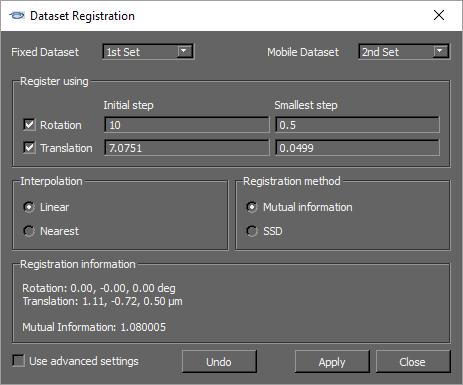 Dataset Registration
Fixed Dataset 1st Set Mobile Dataset 2nd Set
Register using
Initial step Smallest step
Rotation 10 0.5
Translation 7.0751 0.0499
Interpolation Registration method
Linear Mutual information
Nearest SSD
Registration information
Rotation: 0.00, -0.00, 0.00 deg
Translation: 1.11, -0.72, 0.50 µm
Mutual Information: 1.080005
Use advanced settings Undo Apply Close